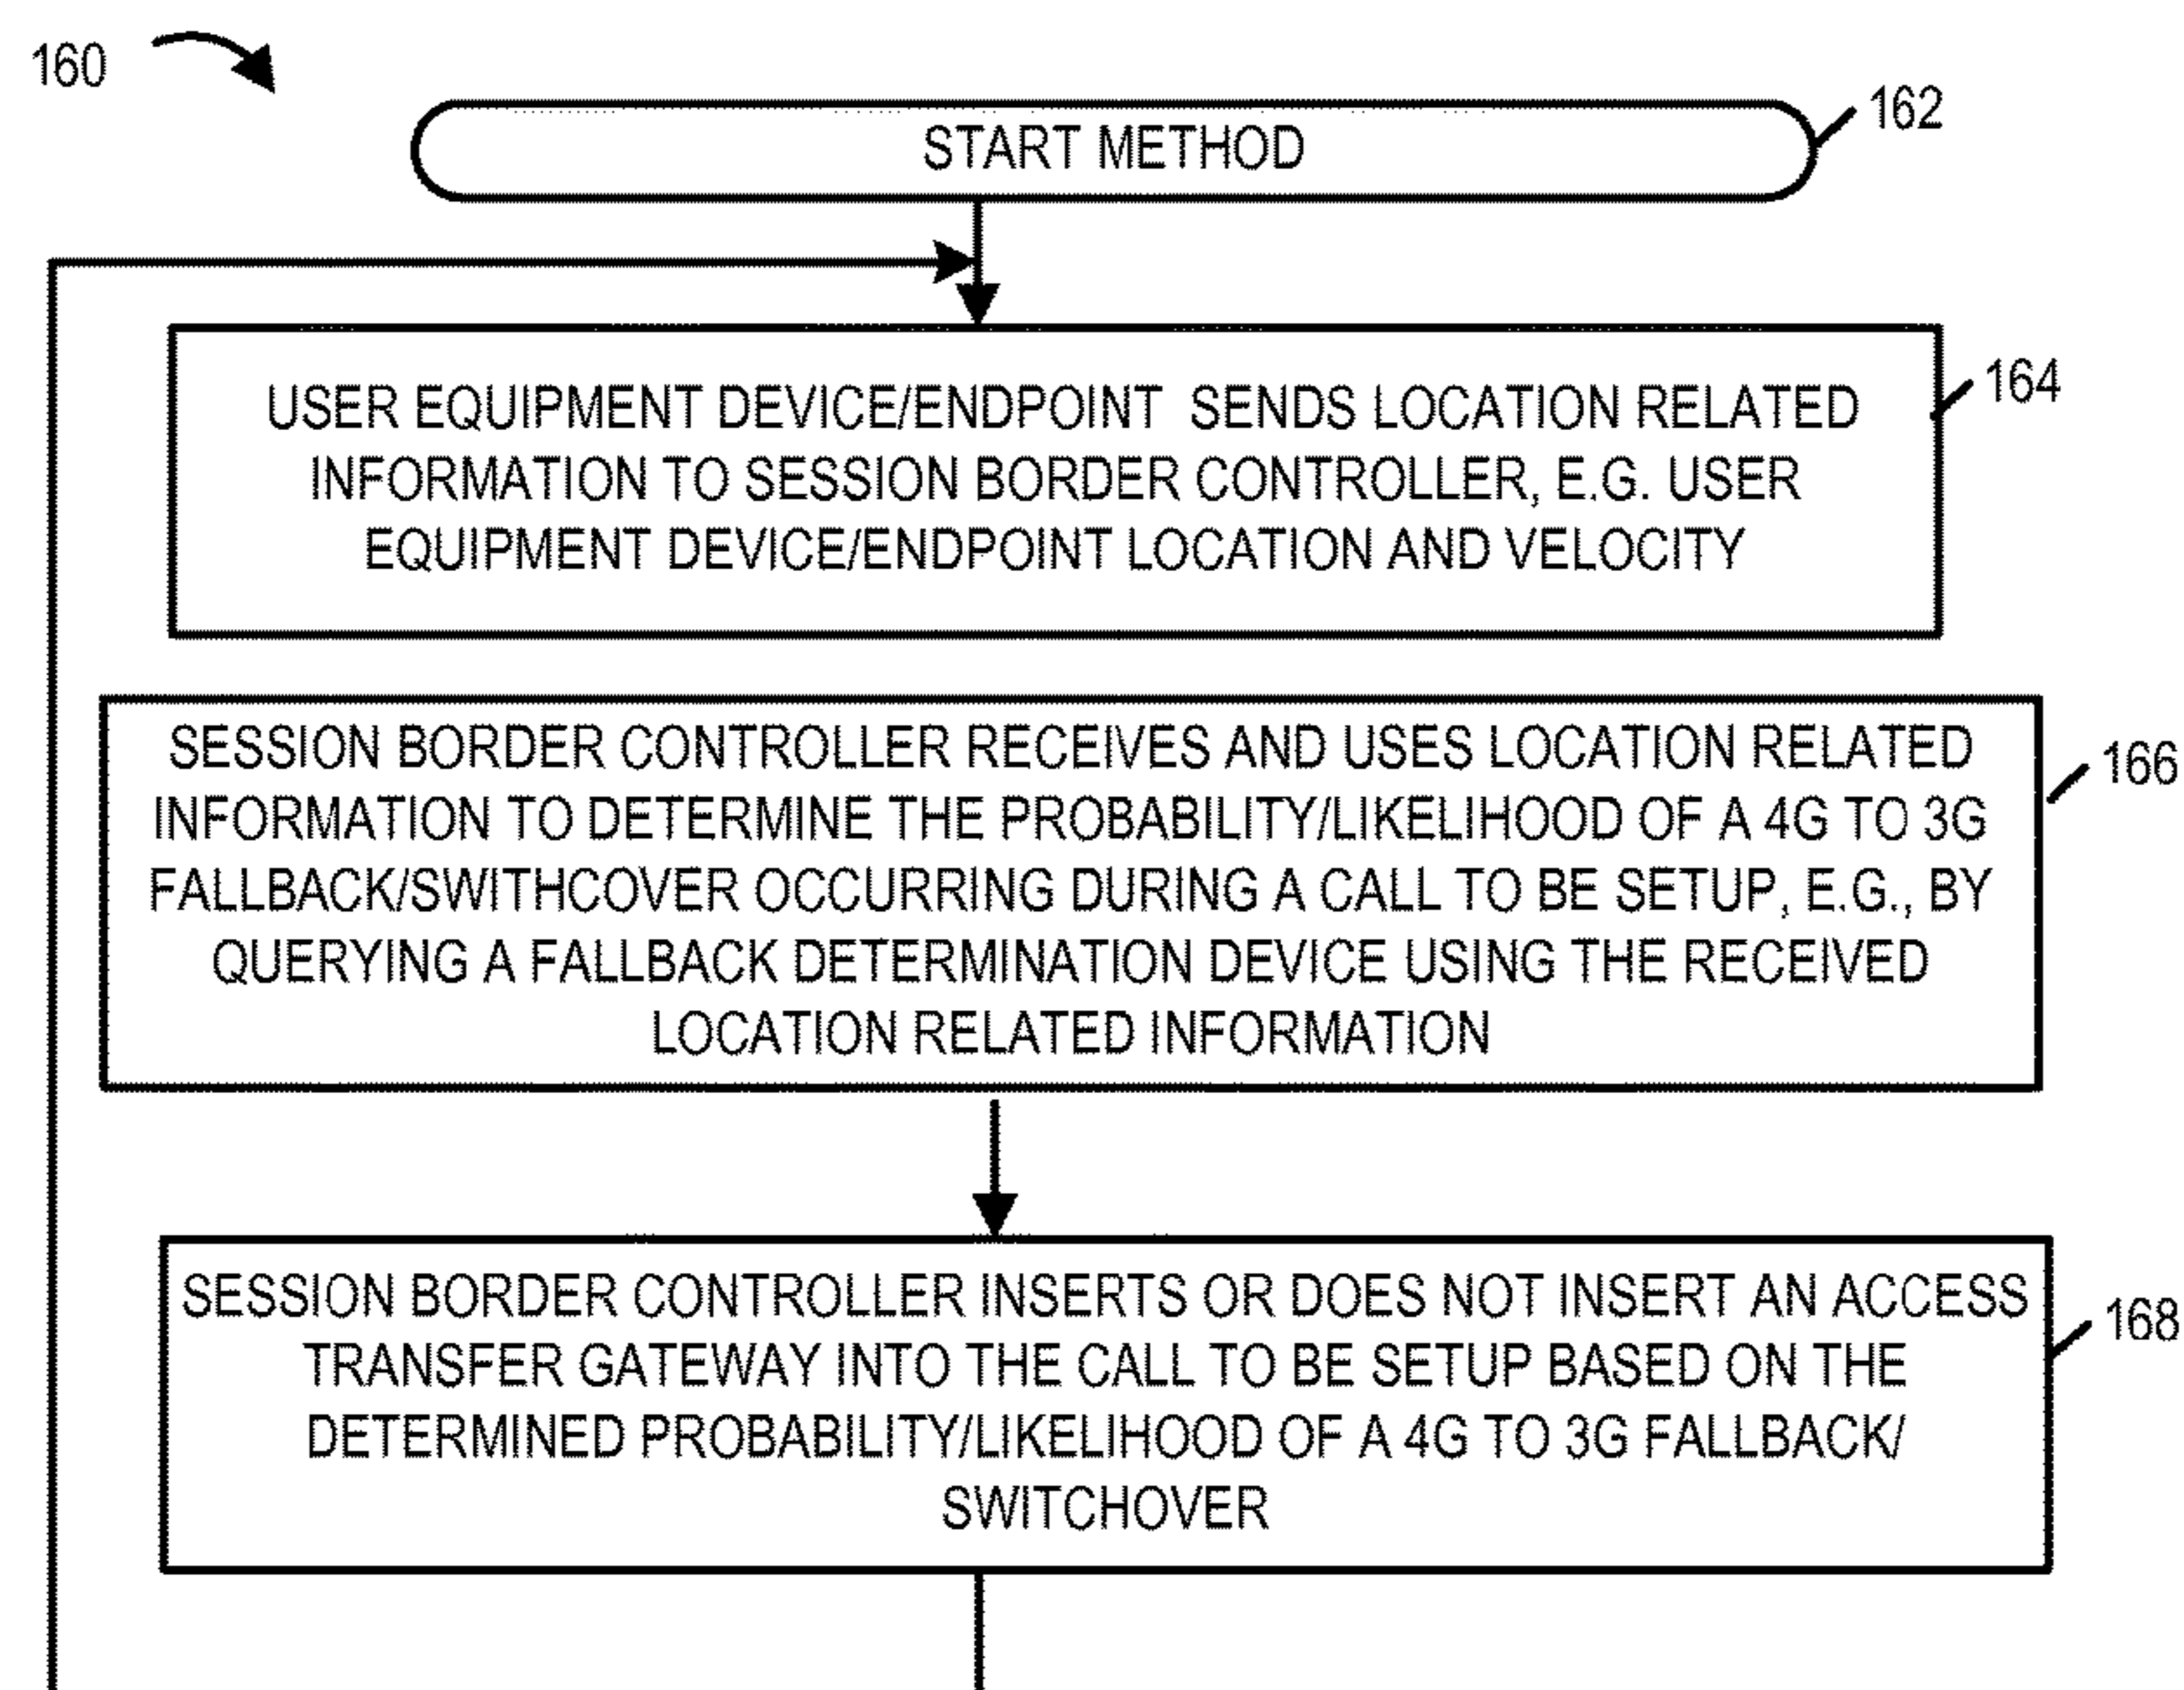 160
START METHOD
162
USER EQUIPMENT DEVICE/ENDPOINT SENDS LOCATION RELATED
INFORMATION TO SESSION BORDER CONTROLLER, E.G. USER
EQUIPMENT DEVICE/ENDPOINT LOCATION AND VELOCITY
164
SESSION BORDER CONTROLLER RECEIVES AND USES LOCATION RELATED
INFORMATION TO DETERMINE THE PROBABILITY/LIKELIHOOD OF A 4G TO 3G
FALLBACK/SWITHCOVER OCCURRING DURING A CALL TO BE SETUP, E.G., BY
QUERYING A FALLBACK DETERMINATION DEVICE USING THE RECEIVED
LOCATION RELATED INFORMATION
166
SESSION BORDER CONTROLLER INSERTS OR DOES NOT INSERT AN ACCESS
TRANSFER GATEWAY INTO THE CALL TO BE SETUP BASED ON THE
DETERMINED PROBABILITY/LIKELIHOOD OF A 4G TO 3G FALLBACK/
SWITCHOVER
168